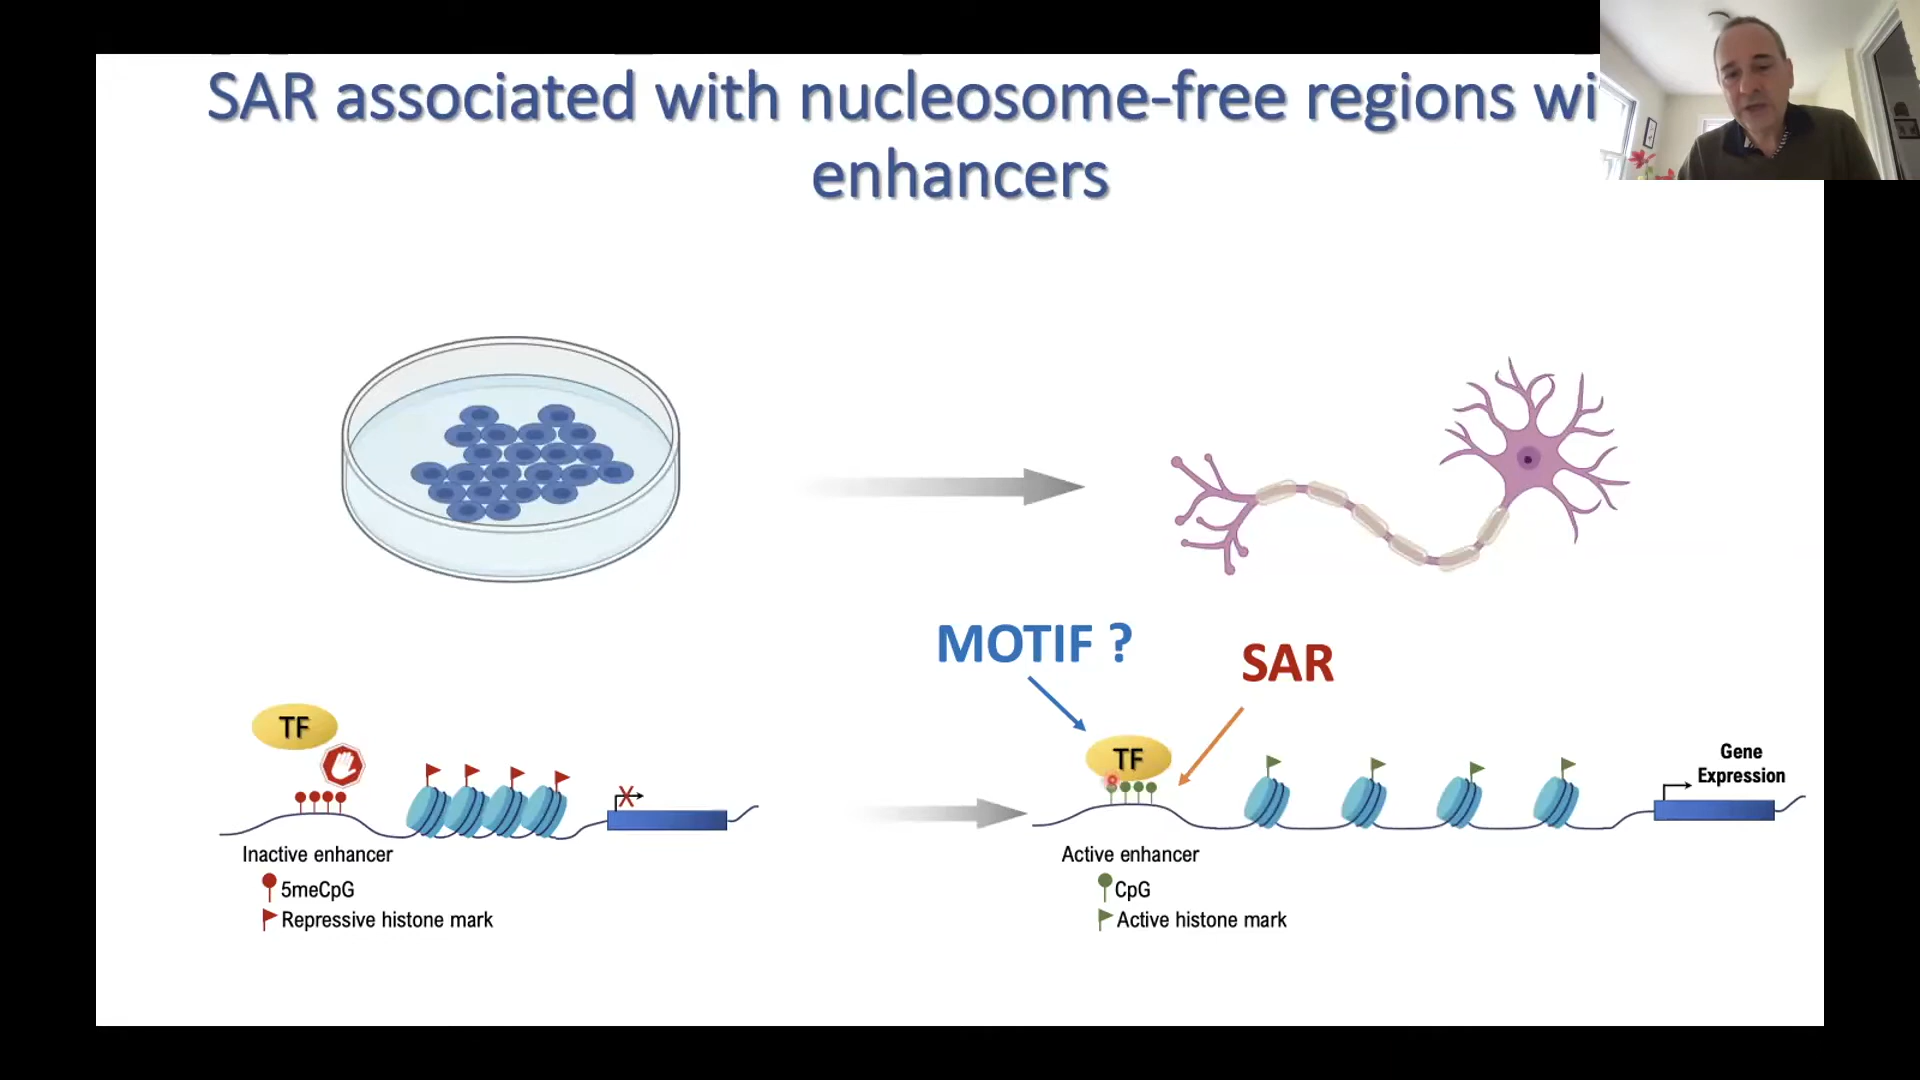 SAR associated with nucleosome-free regions wi
enhancers
MOTIF ?
SAR
TF
TF
Gene
Expression
Inactive enhancer
5meCpG
Repressive histone mark
Active enhancer
CpG
Active histone mark